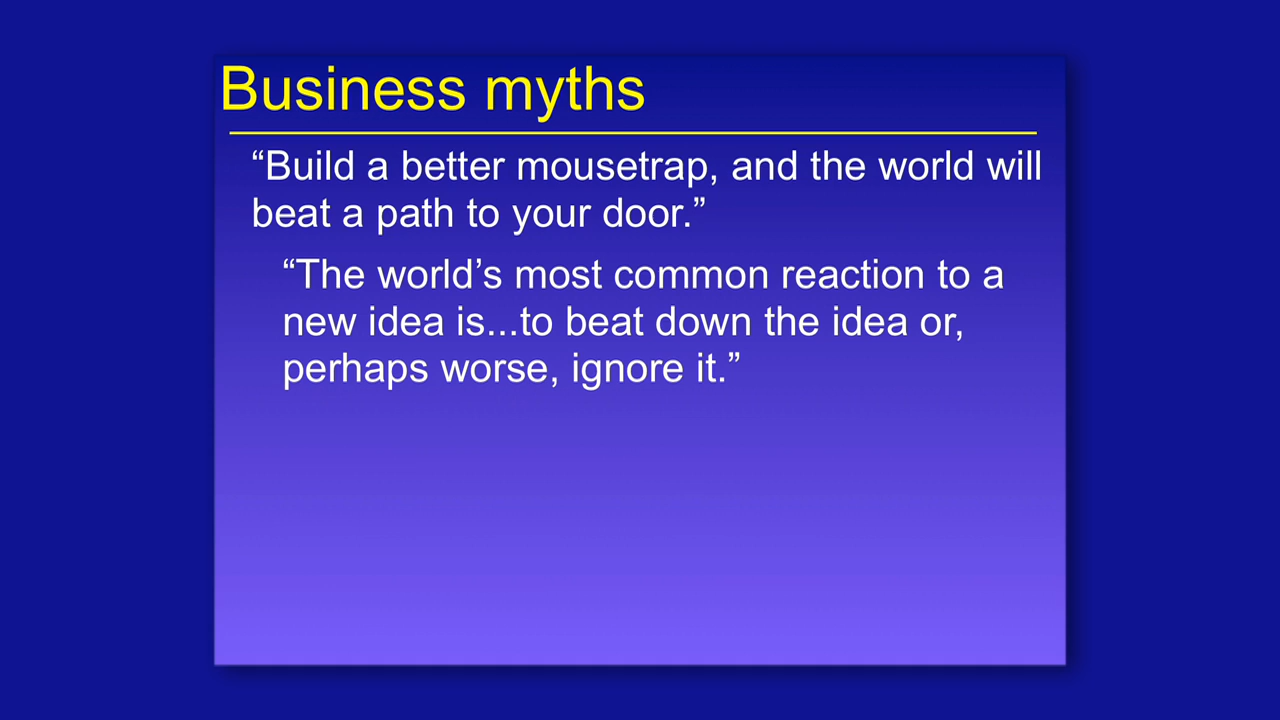 Business myths
“Build a better mousetrap, and the world will
beat a path to your door.”
“The world’s most common reaction to a
new idea is...to beat down the idea or,
perhaps worse, ignore it.”